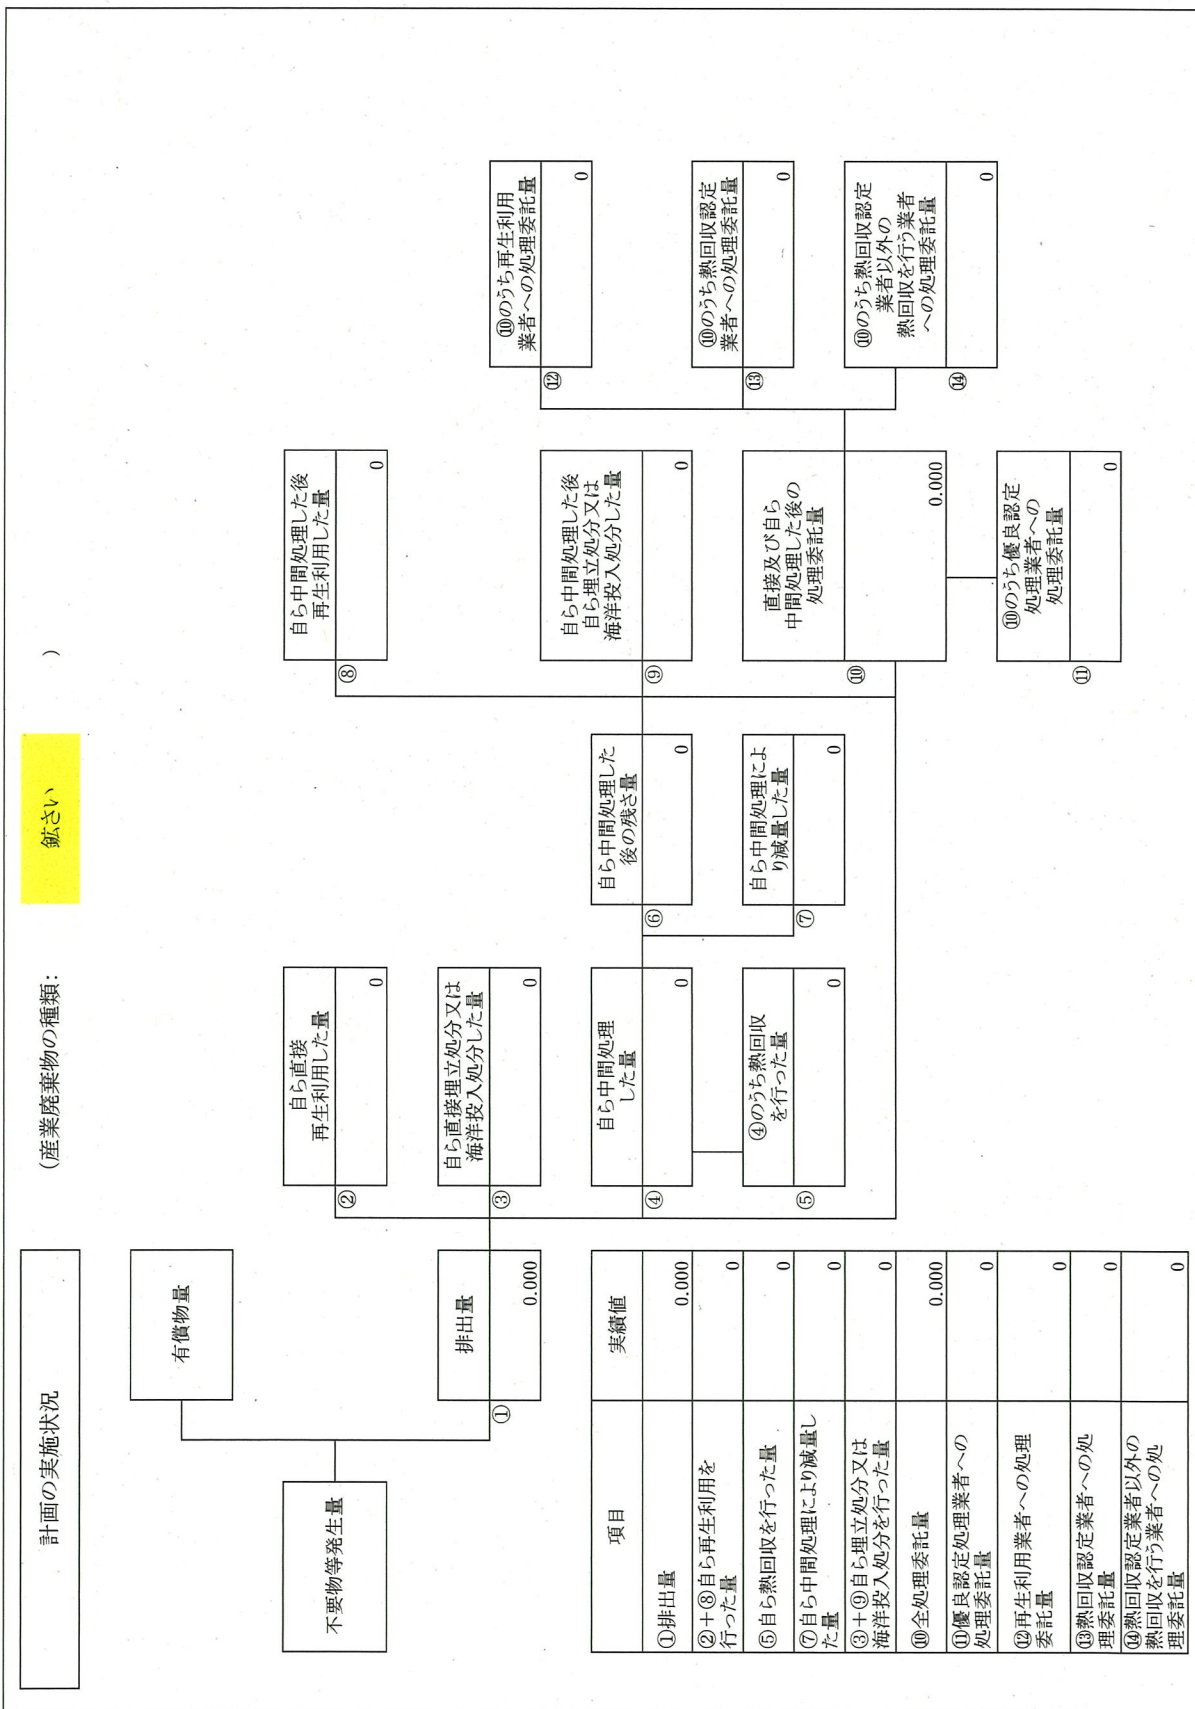 計画の実施状況
(産業廃棄物の種類:
鉱さい
)
不要物等発生量
有償物量
①
排出量
0.000
②
自ら直接
再生利用した量
0
③
自ら直接埋立処分又は
海洋投入処分した量
0
④
自ら中間処理
した量
0
⑤
④のうち熱回収
を行った量
0
⑥
自ら中間処理した
後の残さ量
0
⑦
自ら中間処理によ
り減量した量
0
⑧
自ら中間処理した後
再生利用した量
0
⑨
自ら中間処理した後
自ら埋立処分又は
海洋投入処分した量
0
⑩
直接及び自ら
中間処理した後の
処理委託量
0.000
⑪
⑩のうち優良認定
処理業者への
処理委託量
0
⑫
⑩のうち再生利用
業者への処理委託量
0
⑬
⑩のうち熱回収認定
業者への処理委託量
0
⑭
⑩のうち熱回収認定
業者以外の
熱回収を行う業者
への処理委託量
0
項目
実績値
①排出量
0.000
②+⑧自ら再生利用を
行った量
0
⑤自ら熱回収を行った量
0
⑦自ら中間処理により減量し
た量
0
③+⑨自ら埋立処分又は
海洋投入処分を行った量
0
⑩全処理委託量
0.000
⑪優良認定処理業者への
処理委託量
0
⑫再生利用業者への処理
委託量
0
⑬熱回収認定業者への処
理委託量
0
⑭熱回収認定業者以外の
熱回収を行う業者への処
理委託量
0